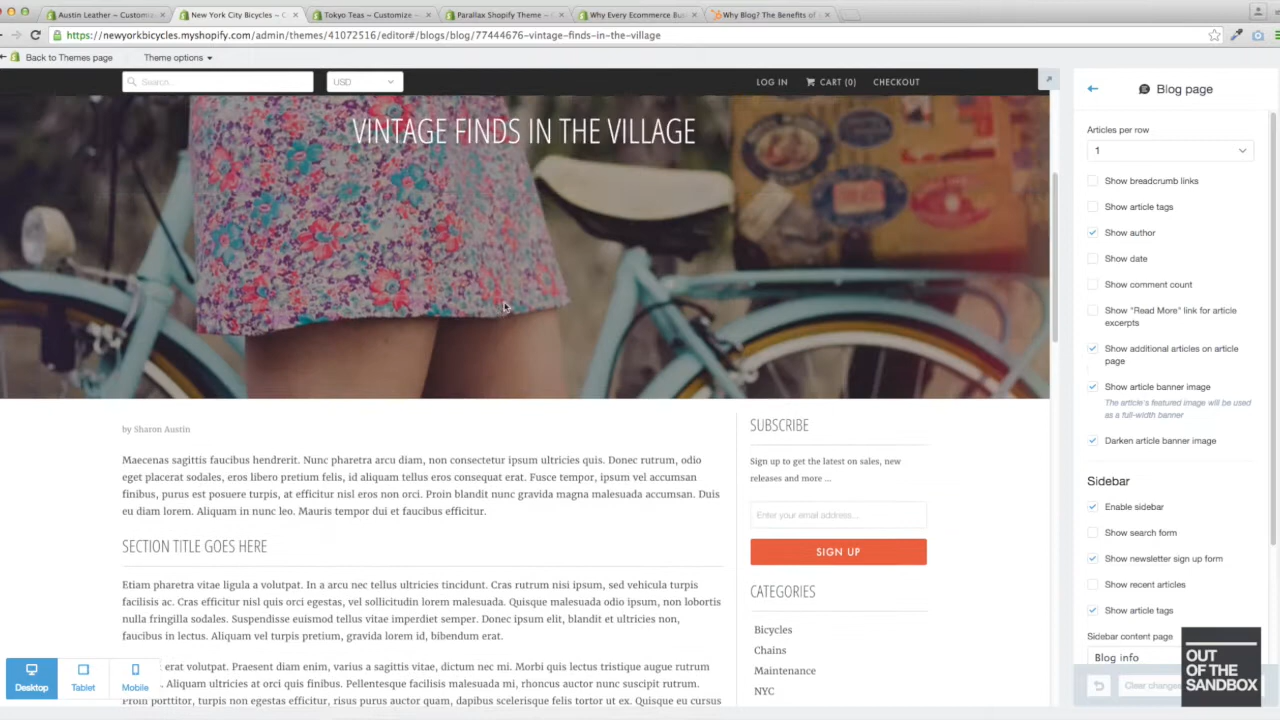 Austin Leather – Customiza
New York City Bicycles ~ C
Tokyo Teas ~ Customize ~
Parallax Shopify Theme – C
Why Every Ecommerce Bus
Why Blog? The Benefits of
https://newyorkbicycles.myshopify.com/admin/themes/41072516/editor#/blogs/blog/77444676-vintage-finds-in-the-village
Back to Themes page
Theme options
Search...
USD
LOG IN
CART (0)
CHECKOUT
VINTAGE FINDS IN THE VILLAGE
by Sharon Austin
Maecenas sagittis faucibus hendrerit. Nunc pharetra arcu diam, non consectetur ipsum ultricies quis. Donec rutrum, odio
eget placerat sodales, eros libero pretium felis, id aliquam tellus eros consequat erat. Fusce tempor, ipsum vel accumsan
finibus, purus est posuere turpis, at efficitur nisl eros non orci. Proin blandit nunc gravida magna malesuada accumsan. Duis
eu diam lorem. Aliquam in nunc leo. Mauris tempor dui et faucibus efficitur.
SECTION TITLE GOES HERE
Etiam pharetra vitae ligula a volutpat. In a arcu nec tellus ultricies tincidunt. Cras rutrum nisi ipsum, sed vehicula turpis
facilisis ac. Cras efficitur nisl quis orci egestas, vel sollicitudin lorem malesuada. Quisque malesuada odio ipsum, non lobortis
nulla fringilla sodales. Suspendisse euismod tellus vitae imperdiet semper. Donec ipsum elit, blandit et ultricies non,
faucibus in lectus. Aliquam vel turpis pretium, gravida lorem id, bibendum erat.
erat volutpat. Praesent diam enim, varius a sagittis vitae, dictum nec mi. Morbi quis lectus tristique augue rutrum
. Aliquam ultricies at orci quis finibus. Pellentesque facilisis mi, rhoncus auctor nunc suscipit rutrum.
Proin porttitor, turpis non dapibus scelerisque, risus purus auctor quam, dapibus scelerisque felis tortor ut ex. Quisque eu cursus
SUBSCRIBE
Sign up to get the latest on sales, new
releases and more ...
Enter your email address...
SIGN UP
CATEGORIES
Bicycles
Chains
Maintenance
NYC
Desktop
Tablet
Mobile
Blog page
Articles per row
1
Show breadcrumb links
Show article tags
Show author
Show date
Show comment count
Show "Read More" link for article
excerpts
Show additional articles on article
page
Show article banner image
The article's featured image will be used
as a full-width banner
Darken article banner image
Sidebar
Enable sidebar
Show search form
Show newsletter sign up form
Show recent articles
Show article tags
Sidebar content page
Blog info
Clear changes
OUT
OF THE
SANDBOX